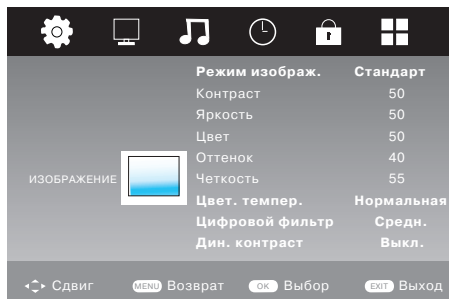 Режим изображ. Стандарт
Контраст 50
Яркость 50
Цвет 50
Оттенок 40
ИЗОБРАЖЕНИЕ
Четкость 55
Цвет. темпер. Нормальная
Цифровой фильтр Средн.
Дин. контраст Выкл.
Сдвиг MENU Возврат OK Выбор EXIT Выход